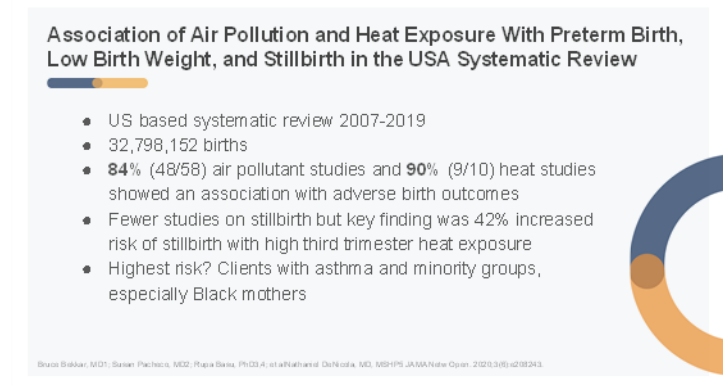 Association of Air Pollution and Heat Exposure With Preterm Birth,
Low Birth Weight, and Stillbirth in the USA Systematic Review
● US based systematic review 2007-2019
● 32,798,152 births
● 84% (48/58) air pollutant studies and 90% (9/10) heat studies
showed an association with adverse birth outcomes
● Fewer studies on stillbirth but key finding was 42% increased
risk of stillbirth with high third trimester heat exposure
● Highest risk? Clients with asthma and minority groups,
especially Black mothers
Bruce Bekkar, MD1; Susan Pacheco, MD2; Rupa Basu, PhD3,4; et al Nathaniel DeNicola, MD, MSHP5 JAMA Netw Open. 2020;3(6):e208243.